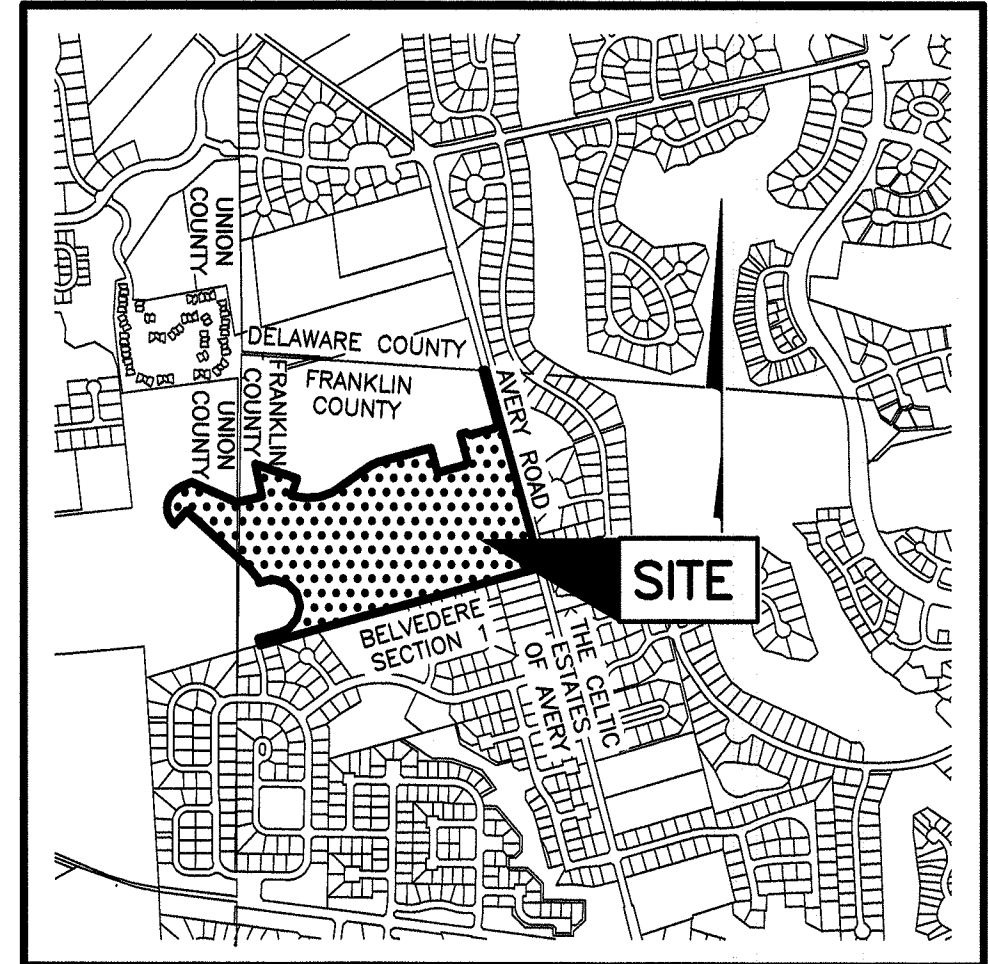 UNION
COUNTY
DELAWARE COUNTY
FRANKLIN
COUNTY
FRANKLIN
COUNTY
UNION
COUNTY
AVERY ROAD
SITE
BELVEDERE
SECTION 1
THE CELTIC
ESTATES
OF AVERY